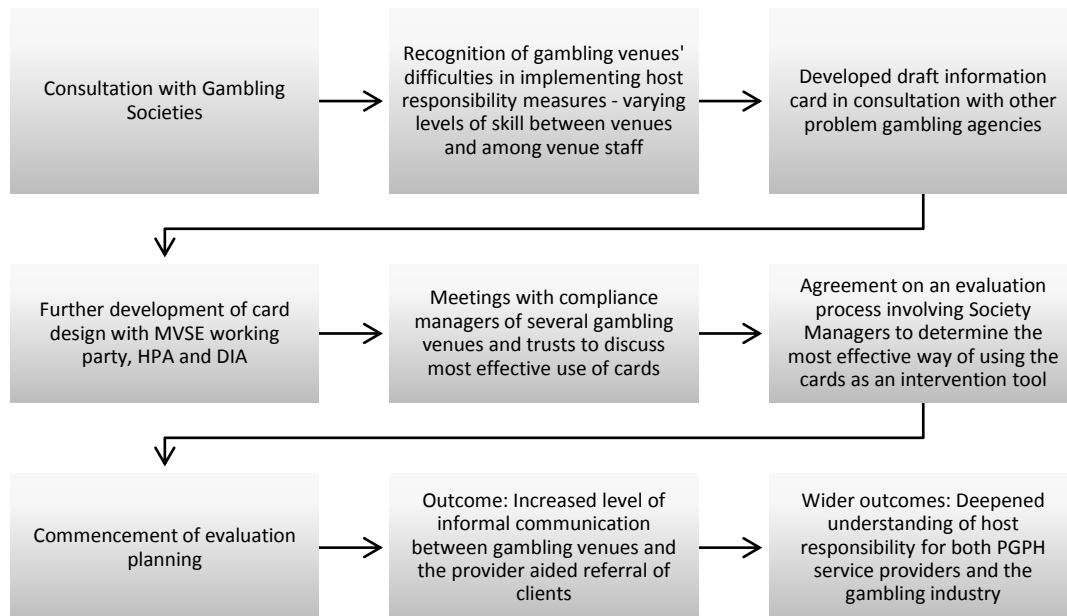 Consultation with Gambling
Societies
Recognition of gambling venues'
difficulties in implementing host
responsibility measures - varying
levels of skill between venues
and among venue staff
Developed draft information
card in consultation with other
problem gambling agencies
Further development of card
design with MVSE working
party, HPA and DIA
Meetings with compliance
managers of several gambling
venues and trusts to discuss
most effective use of cards
Agreement on an evaluation
process involving Society
Managers to determine the
most effective way of using the
cards as an intervention tool
Commencement of evaluation
planning
Outcome: Increased level of
informal communication
between gambling venues and
the provider aided referral of
clients
Wider outcomes: Deepened
understanding of host
responsibility for both PGPH
service providers and the
gambling industry